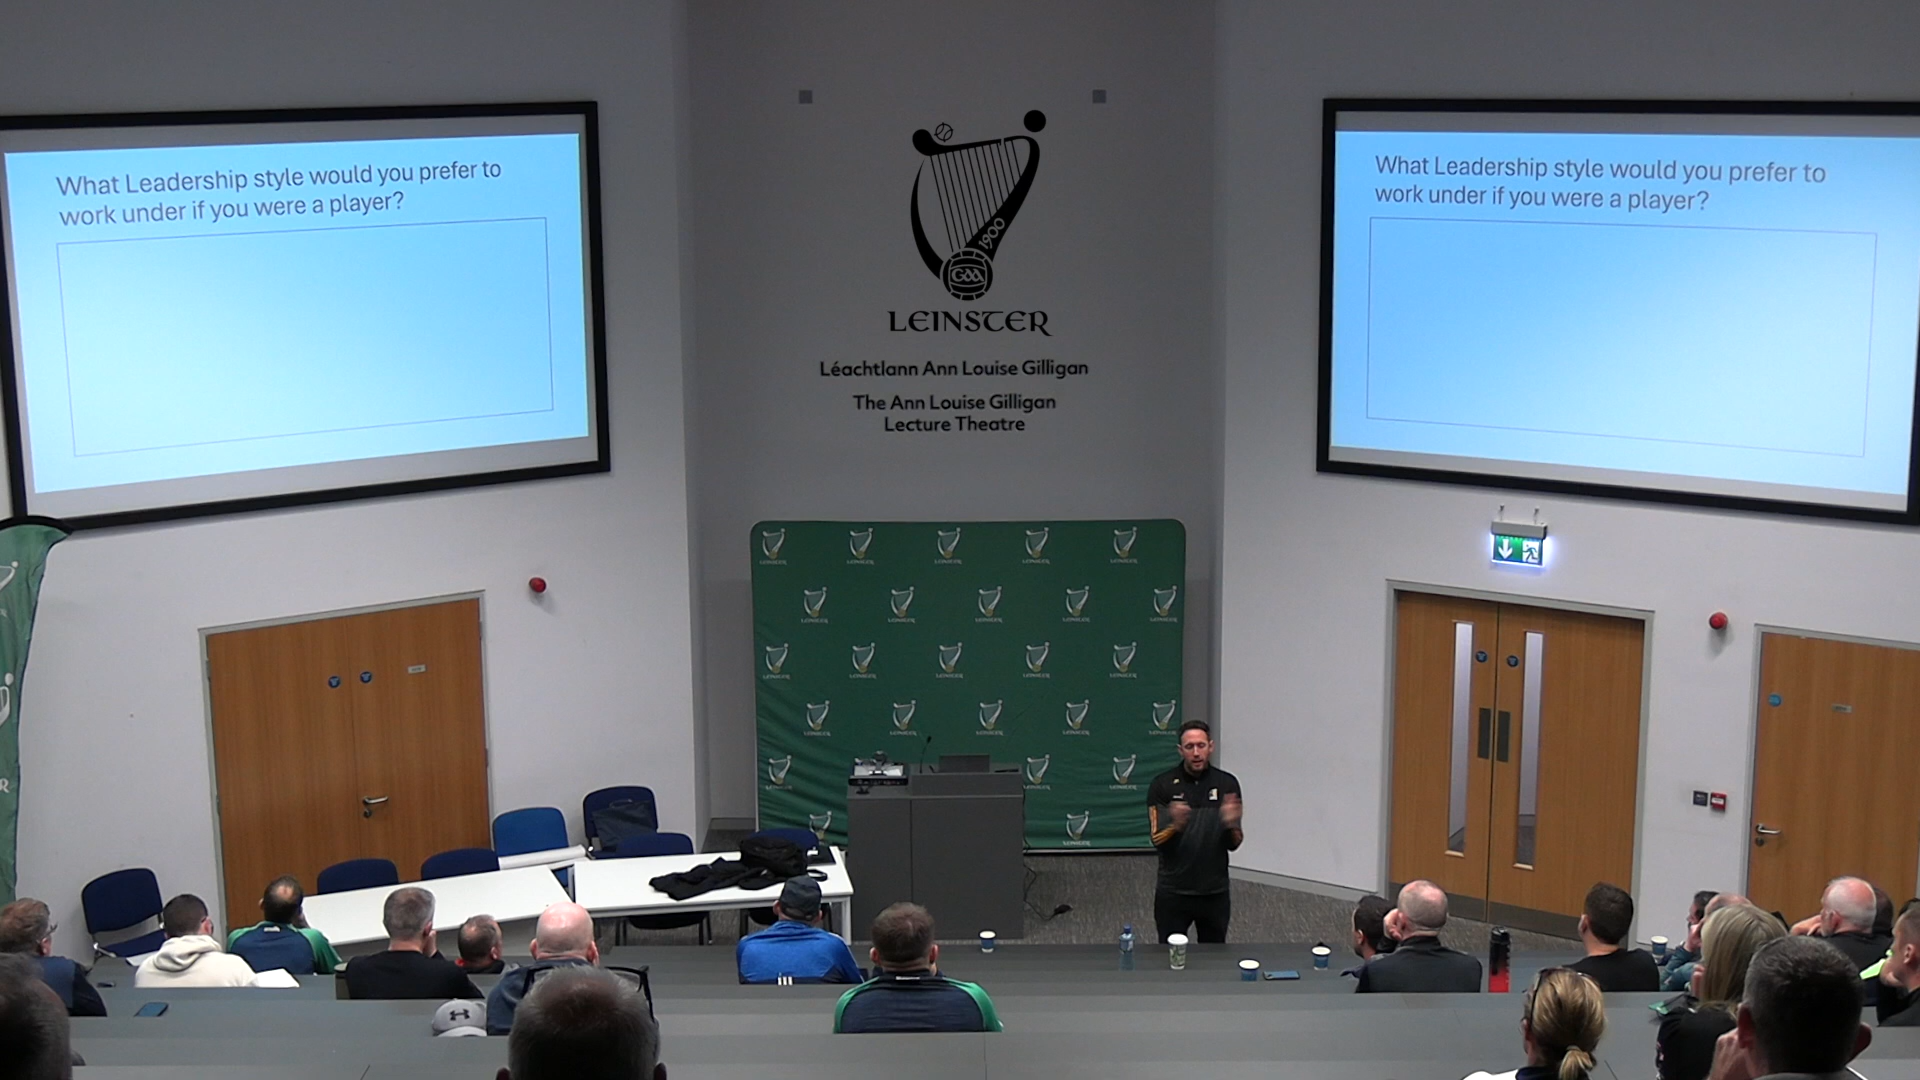 What Leadership style would you prefer to
work under if you were a player?
1900
GAA
LEINSTER
Léachtlann Ann Louise Gilligan
The Ann Louise Gilligan
Lecture Theatre
What Leadership style would you prefer to
work under if you were a player?